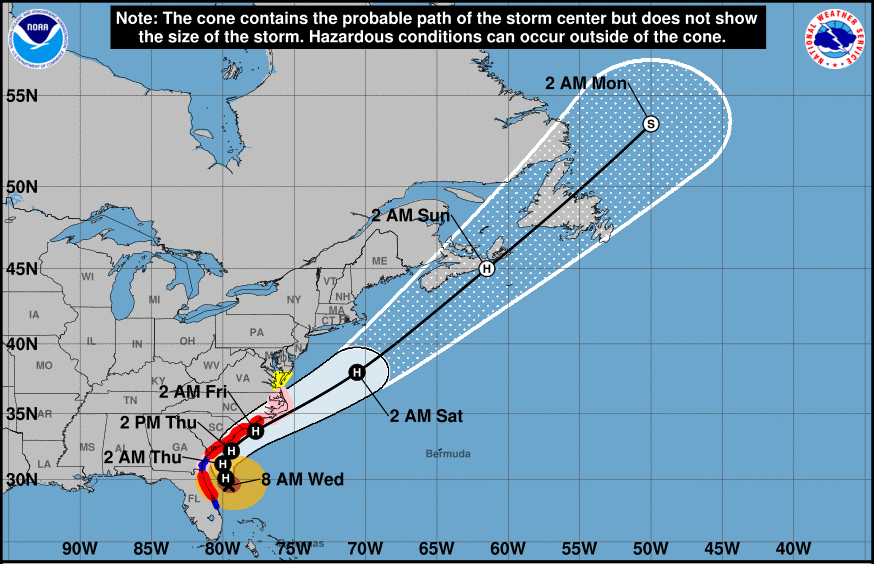 Note: The cone contains the probable path of the storm center but does not show
the size of the storm. Hazardous conditions can occur outside of the cone.
NOAA
NATIONAL WEATHER SERVICE
2 AM Mon
55N
S
50N
2 AM Sun
ME
H
45N
WI
VT
NH
MI
NY
MA
IA
CT
40N
PA
IL
IN
OH
NJ
DE
MO
WV
H
KY
VA
2 AM Fri
TN
NC
2 AM Sat
35N
AR
2 PM Thu
SC
H
MS
AL
GA
H
Bermuda
2 AM Thu
H
LA
30N
H
8 AM Wed
FL
Bahamas
90W
85W
80W
75W
70W
65W
60W
55W
50W
45W
40W